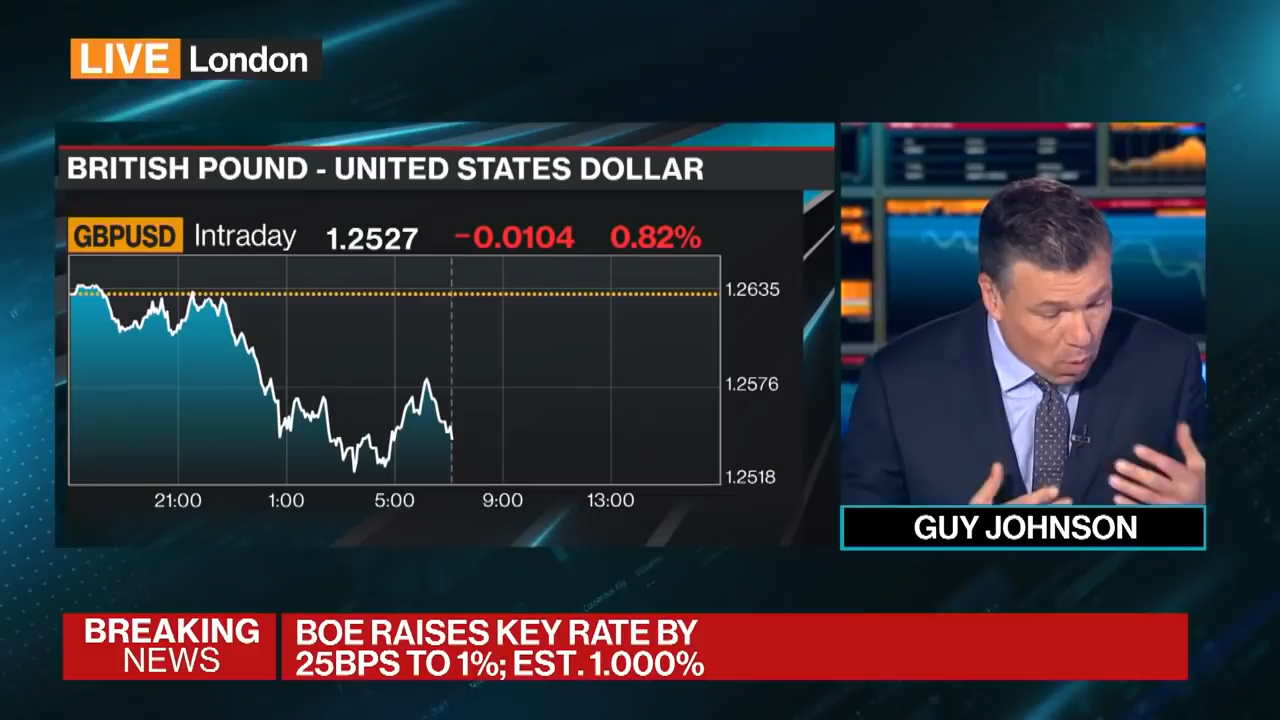 LIVE London
BRITISH POUND - UNITED STATES DOLLAR
GBPUSD Intraday 1.2527 -0.0104 0.82%
1.2635
1.2576
1.2518
21:00 1:00 5:00 9:00 13:00
GUY JOHNSON
BREAKING
NEWS
BOE RAISES KEY RATE BY
25BPS TO 1%; EST. 1.000%